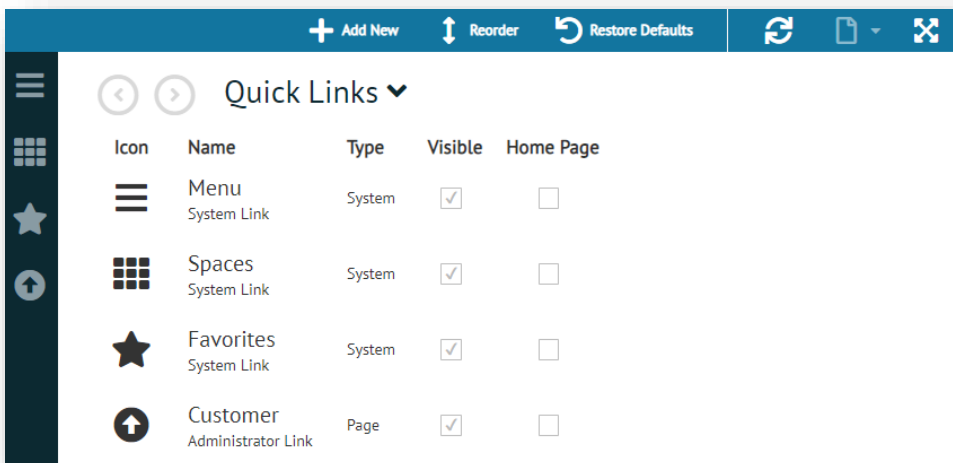 Add New Reorder Restore Defaults
Quick Links
Icon Name Type Visible Home Page
Menu
System Link
System
Spaces
System Link
System
Favorites
System Link
System
Customer
Administrator Link
Page